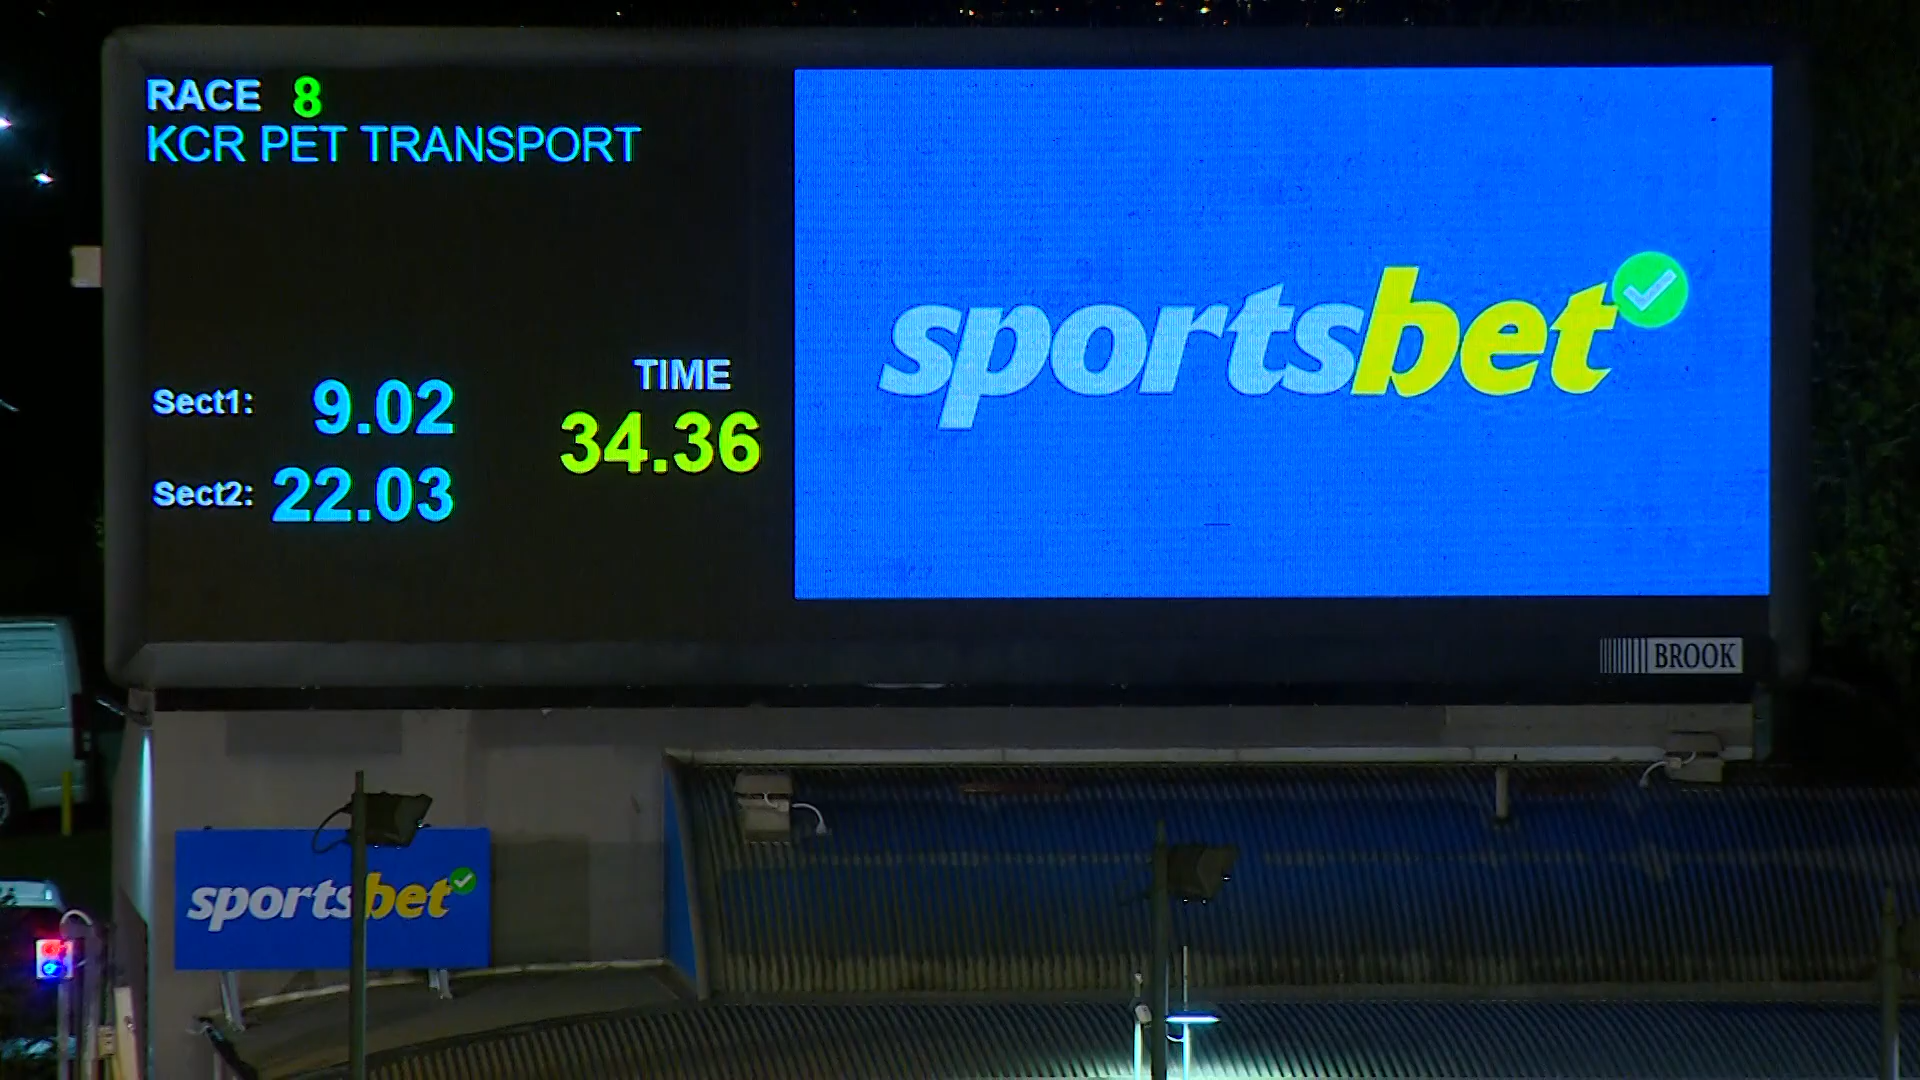 RACE 8
KCR PET TRANSPORT
TIME
Sect1: 9.02
34.36
Sect2: 22.03
sportsbet
BROOK
sportsbet